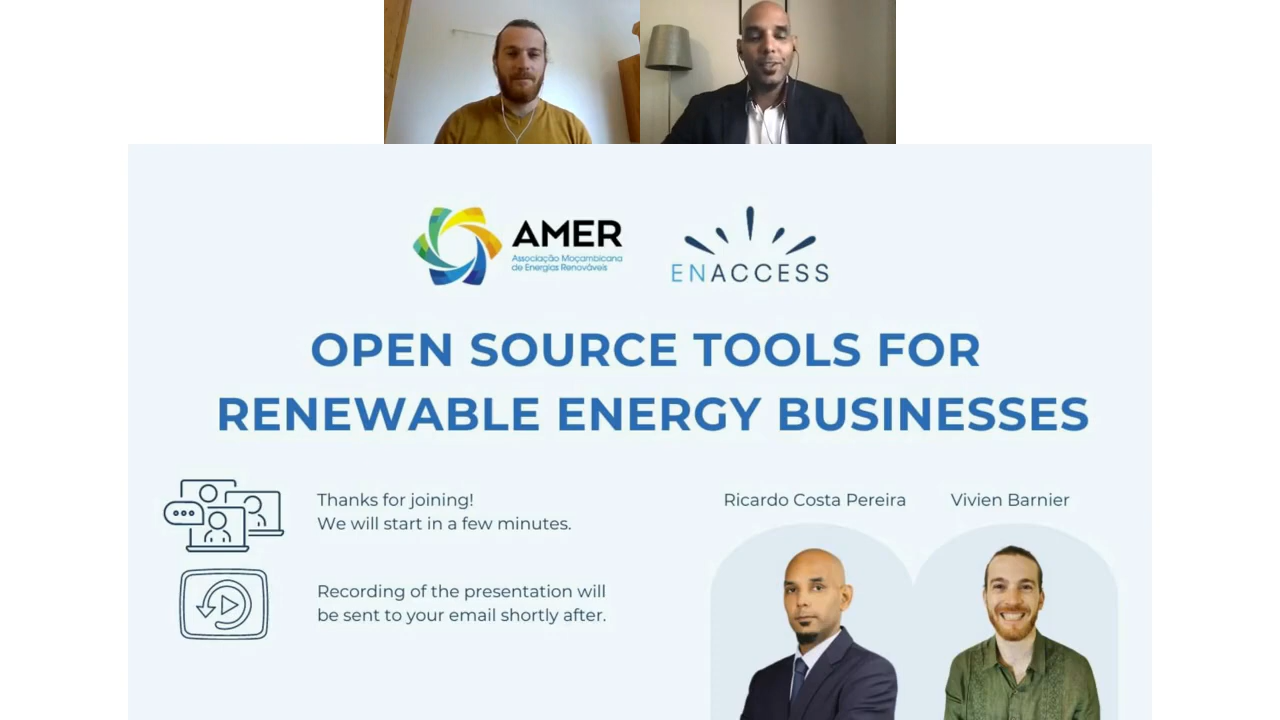 AMER
Associação Moçambicana
de Energias Renováveis
ENACCESS
OPEN SOURCE TOOLS FOR
RENEWABLE ENERGY BUSINESSES
Thanks for joining!
We will start in a few minutes.
Recording of the presentation will
be sent to your email shortly after.
Ricardo Costa Pereira
Vivien Barnier